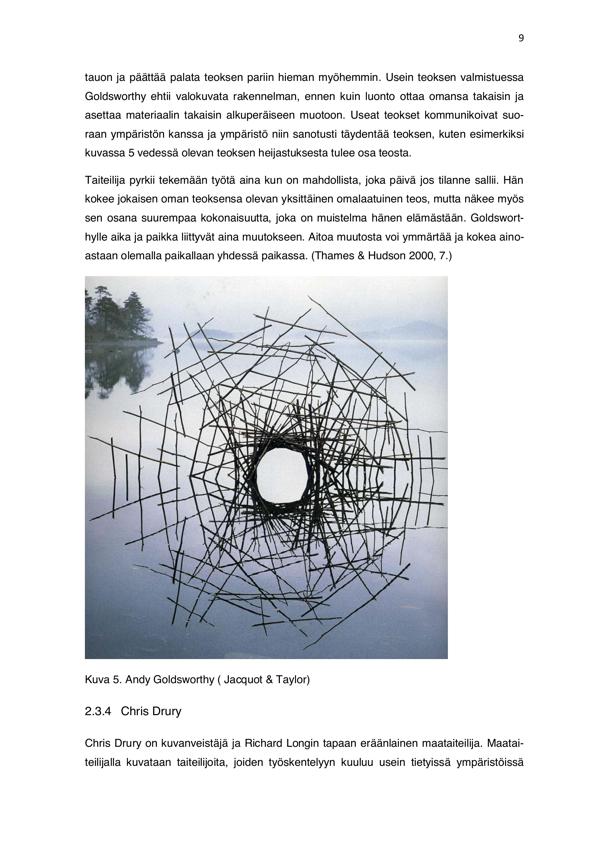 9
tauon ja päättää palata teoksen pariin hieman myöhemmin. Usein teoksen valmistuessa
Goldsworthy ehtii valokuvata rakennelman, ennen kuin luonto ottaa omansa takaisin ja
asettaa materiaalin takaisin alkuperäiseen muotoon. Useat teokset kommunikoivat suo-
raan ympäristön kanssa ja ympäristö niin sanotusti täydentää teoksen, kuten esimerkiksi
kuvassa 5 vedessä olevan teoksen heijastuksesta tulee osa teosta.
Taiteilija pyrkii tekemään työtä aina kun on mahdollista, joka päivä jos tilanne sallii. Hän
kokee jokaisen oman teoksensa olevan yksittäinen omalaatuinen teos, mutta näkee myös
sen osana suurempaa kokonaisuutta, joka on muistelma hänen elämästään. Goldswort-
hylle aika ja paikka liittyvät aina muutokseen. Aitoa muutosta voi ymmärtää ja kokea aino-
astaan olemalla paikallaan yhdessä paikassa. (Thames & Hudson 2000, 7.)
Kuva 5. Andy Goldsworthy ( Jacquot & Taylor)
2.3.4 Chris Drury
Chris Drury on kuvanveistäjä ja Richard Longin tapaan eräänlainen maataiteilija. Maatai-
teilijalla kuvataan taiteilijoita, joiden työskentelyyn kuuluu usein tietyissä ympäristöissä